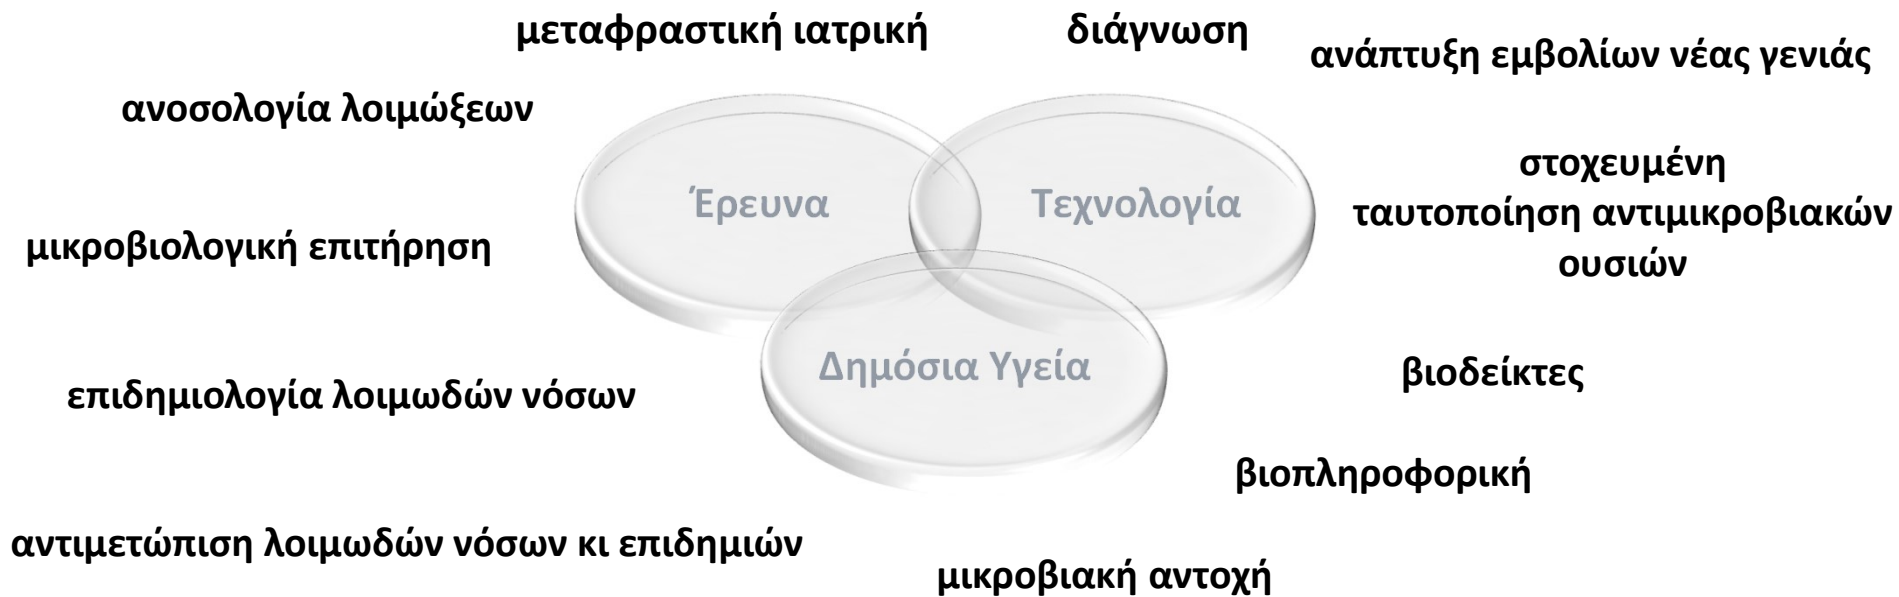 μεταφραστική ιατρική
διάγνωση
ανάπτυξη εμβολίων νέας γενιάς
ανοσολογία λοιμώξεων
στοχευμένη
ταυτοποίηση αντιμικροβιακών
ουσιών
Έρευνα
Τεχνολογία
μικροβιολογική επιτήρηση
Δημόσια Υγεία
βιοδείκτες
επιδημιολογία λοιμωδών νόσων
βιοπληροφορική
αντιμετώπιση λοιμωδών νόσων κι επιδημιών
μικροβιακή αντοχή